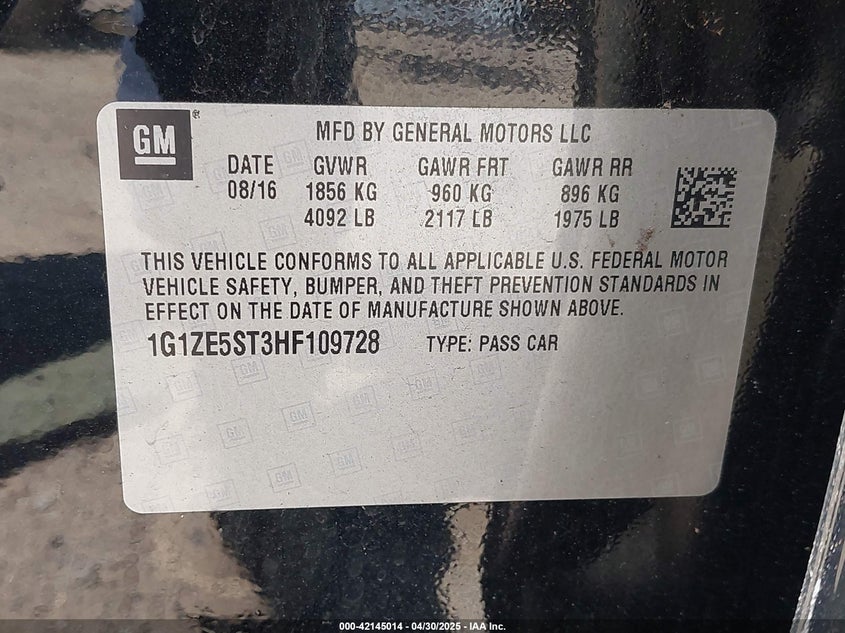 GM ®
MFD BY GENERAL MOTORS LLC
DATE GVWR GAWR FRT GAWR RR
08/16 1856 KG 960 KG 896 KG
4092 LB 2117 LB 1975 LB
THIS VEHICLE CONFORMS TO ALL APPLICABLE U.S. FEDERAL MOTOR
VEHICLE SAFETY, BUMPER, AND THEFT PREVENTION STANDARDS IN
EFFECT ON THE DATE OF MANUFACTURE SHOWN ABOVE.
1G1ZE5ST3HF109728 TYPE: PASS CAR
000-42145014 - 04/30/2025 - IAA Inc.